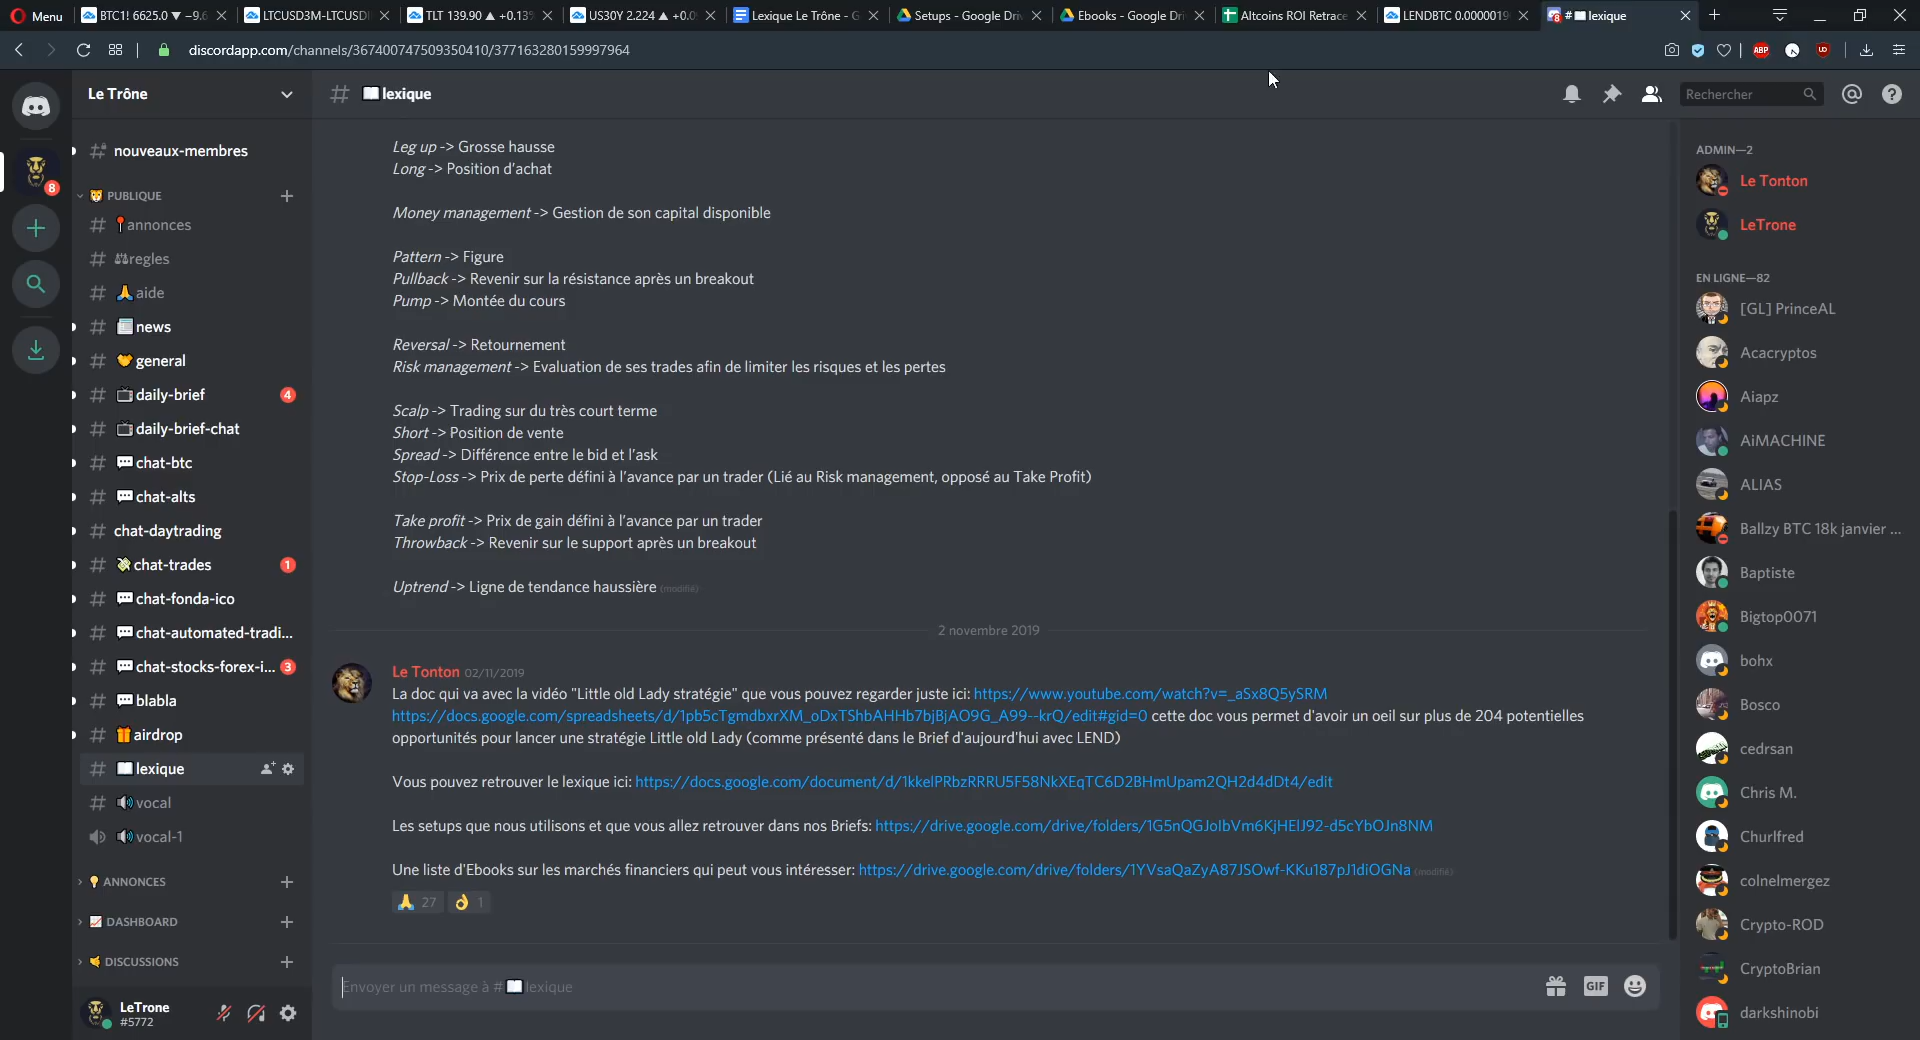 Menu
BTC1! 6625.0 ▼ −9.6
LTCUSD3M-LTCUSD
TLT 139.90 ▲ +0.13%
US30Y 2.224 ▲ +0.0
Lexique Le Trône - G
Setups - Google Dri
Ebooks - Google Dri
Altcoins ROI Retrace
LENDBTC 0.0000019
#📖lexique
discordapp.com/channels/367400747509350410/377163280159997964
ABP
Le Trône
# 📖lexique
Rechercher
8
nouveaux-membres
PUBLIQUE
annonces
regles
aide
news
general
daily-brief 4
daily-brief-chat
chat-btc
chat-alts
chat-daytrading
chat-trades 1
chat-fonda-ico
chat-automated-tradi...
chat-stocks-forex-i... 3
blabla
airdrop
lexique
vocal
vocal-1
ANNONCES
DASHBOARD
DISCUSSIONS
LeTrone
#5772
Leg up -> Grosse hausse
Long -> Position d'achat
Money management -> Gestion de son capital disponible
Pattern -> Figure
Pullback -> Revenir sur la résistance après un breakout
Pump -> Montée du cours
Reversal -> Retournement
Risk management -> Evaluation de ses trades afin de limiter les risques et les pertes
Scalp -> Trading sur du très court terme
Short -> Position de vente
Spread -> Différence entre le bid et l'ask
Stop-Loss -> Prix de perte défini à l'avance par un trader (Lié au Risk management, opposé au Take Profit)
Take profit -> Prix de gain défini à l'avance par un trader
Throwback -> Revenir sur le support après un breakout
Uptrend -> Ligne de tendance haussière (modifié)
2 novembre 2019
Le Tonton 02/11/2019
La doc qui va avec la vidéo "Little old Lady stratégie" que vous pouvez regarder juste ici: https://www.youtube.com/watch?v=_aSx8Q5ySRM
https://docs.google.com/spreadsheets/d/1pb5cTgmdbxrXM_oDxTShbAHHb7bjBjAO9G_A99--krQ/edit#gid=0 cette doc vous permet d'avoir un oeil sur plus de 204 potentielles
opportunités pour lancer une stratégie Little old Lady (comme présenté dans le Brief d'aujourd'hui avec LEND)
Vous pouvez retrouver le lexique ici: https://docs.google.com/document/d/1kkelPRbzRRRU5F58NkXEqTC6D2BHmUpam2QH2d4dDt4/edit
Les setups que nous utilisons et que vous allez retrouver dans nos Briefs: https://drive.google.com/drive/folders/1G5nQGJolbVm6KjHEIJ92-d5cYbOJn8NM
Une liste d'Ebooks sur les marchés financiers qui peut vous intéresser: https://drive.google.com/drive/folders/1YVsaQaZyA87JSOwf-KKu187pJ1diOGNa (modifié)
🙏 27 👌 1
Envoyer un message à #📖lexique
GIF
ADMIN—2
Le Tonton
LeTrone
EN LIGNE—82
[GL] PrinceAL
Acacryptos
Aiapz
AiMACHINE
ALIAS
Ballzy BTC 18k janvier ...
Baptiste
Bigtop0071
bohx
Bosco
cedrsan
Chris M.
Churlfred
colnelmergez
Crypto-ROD
CryptoBrian
darkshinobi